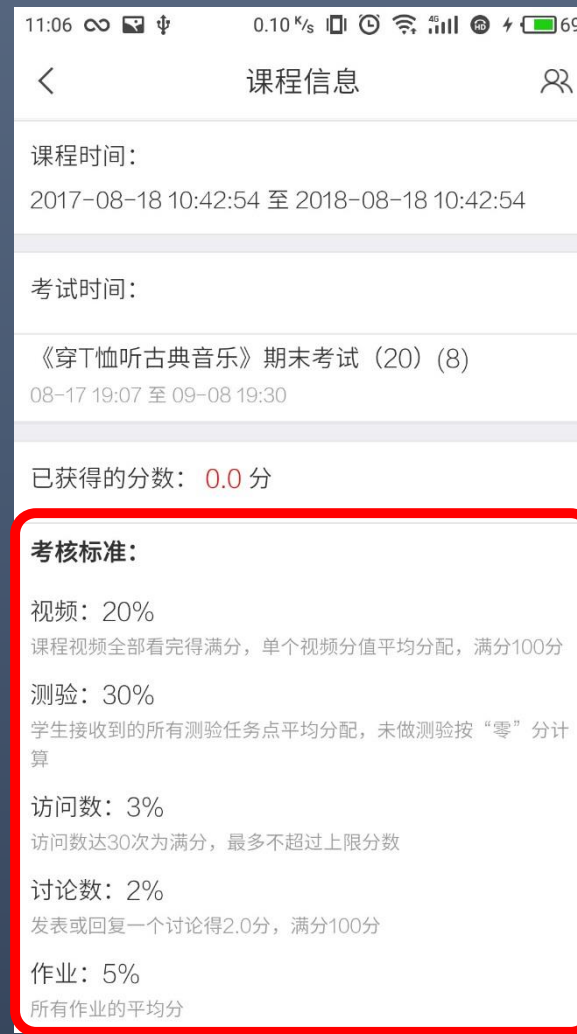 11:06 0.10 K/s 4G HD 69
课程信息
课程时间：
2017-08-18 10:42:54 至 2018-08-18 10:42:54
考试时间：
《穿T恤听古典音乐》期末考试（20）(8)
08-17 19:07 至 09-08 19:30
已获得的分数： 0.0 分
考核标准：
视频：20%
课程视频全部看完得满分，单个视频分值平均分配，满分100分
测验：30%
学生接收到的所有测验任务点平均分配，未做测验按“零”分计
算
访问数：3%
访问数达30次为满分，最多不超过上限分数
讨论数：2%
发表或回复一个讨论得2.0分，满分100分
作业：5%
所有作业的平均分